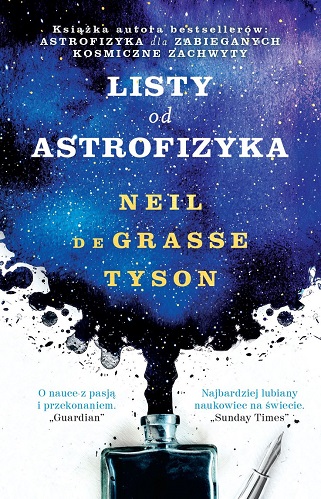 Książka autora bestsellerów:
ASTROFIZYKA dla ZABIEGANYCH
KOSMICZNE ZACHWYTY
LISTY
od
ASTROFIZYKA
NEIL
DEGRASSE
TYSON
O nauce z pasją
i przekonaniem.
„Guardian”
Najbardziej lubiany
naukowiec na świecie.
„Sunday Times”